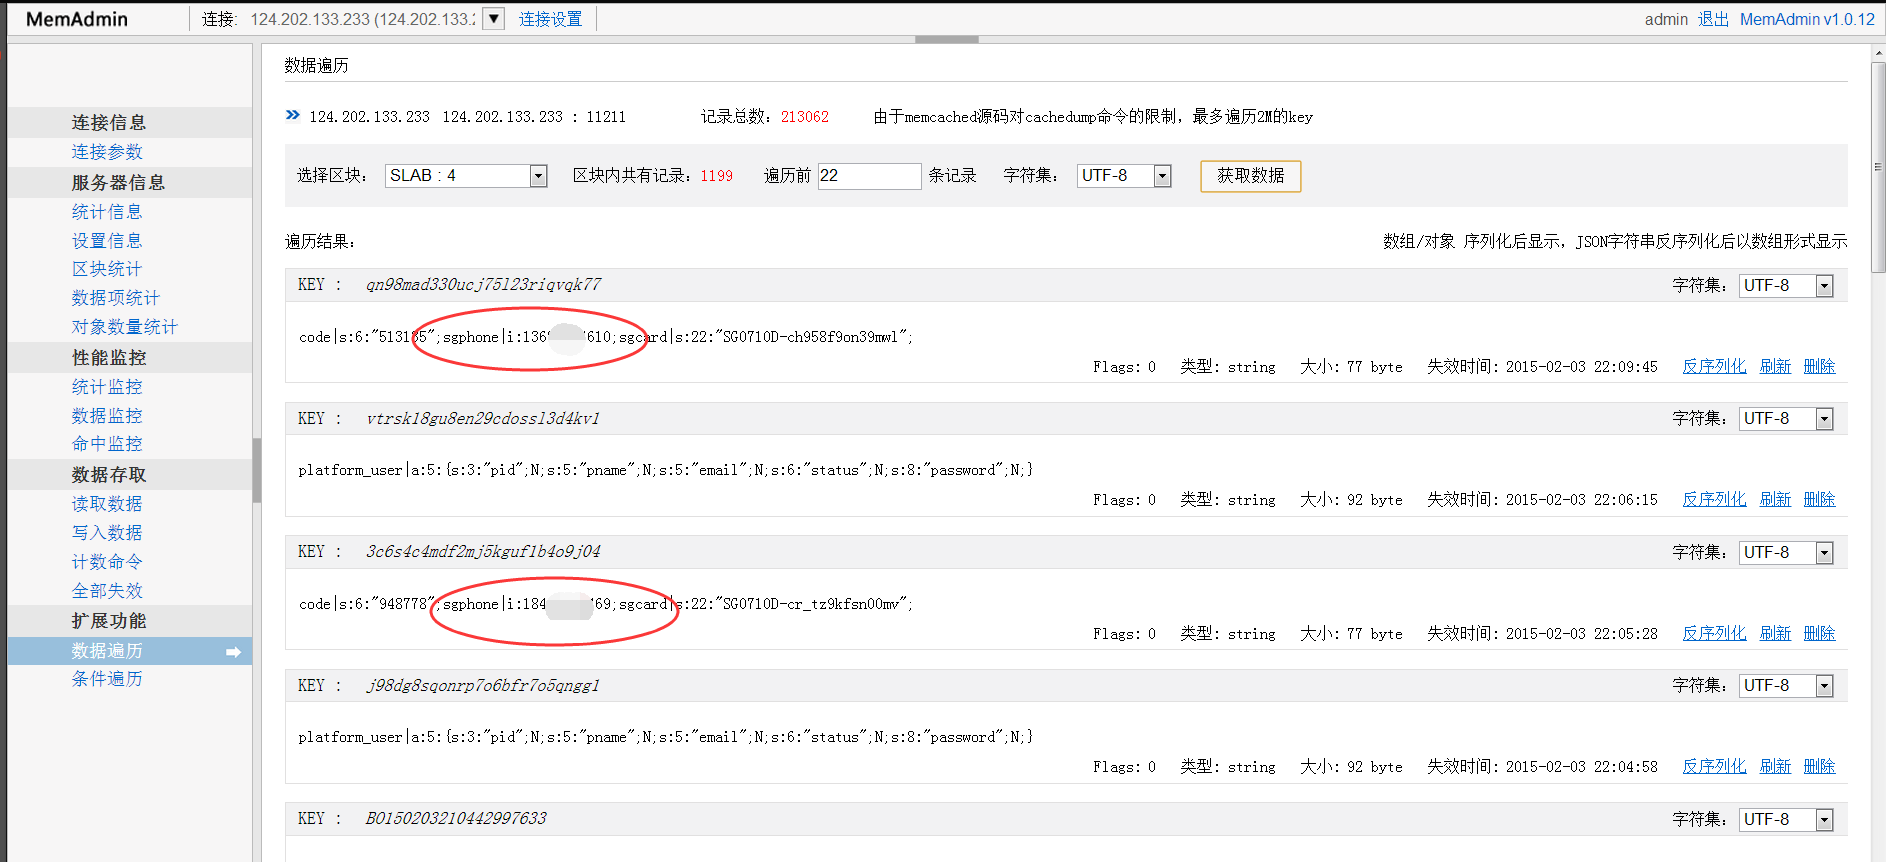 MemAdmin 连接: 124.202.133.233 (124.202.133.2 连接设置 admin 退出 MemAdmin v1.0.12
连接信息
连接参数
服务器信息
统计信息
设置信息
区块统计
数据项统计
对象数量统计
性能监控
统计监控
数据监控
命中监控
数据存取
读取数据
写入数据
计数命令
全部失效
扩展功能
数据遍历
条件遍历
数据遍历
124.202.133.233 124.202.133.233 : 11211 记录总数: 213062 由于memcached源码对cachedump命令的限制, 最多遍历2M的key
选择区块: SLAB : 4 区块内共有记录: 1199 遍历前 22 条记录 字符集: UTF-8 获取数据
遍历结果: 数组/对象 序列化后显示, JSON字符串反序列化后以数组形式显示
KEY : qn98mad330ucj75l23riqvqk77 字符集: UTF-8
code|s:6:"513135";sgphone|i:136 610;sgcard|s:22:"SG0710D-ch958f9on39mwl";
Flags: 0 类型: string 大小: 77 byte 失效时间: 2015-02-03 22:09:45 反序列化 刷新 删除
KEY : vtrsk18gu8en29cdossl3d4kv1 字符集: UTF-8
platform_user|a:5:{s:3:"pid";N;s:5:"pname";N;s:5:"email";N;s:6:"status";N;s:8:"password";N;}
Flags: 0 类型: string 大小: 92 byte 失效时间: 2015-02-03 22:06:15 反序列化 刷新 删除
KEY : 3c6s4c4mdf2mj5kguf1b4o9j04 字符集: UTF-8
code|s:6:"948778";sgphone|i:184 469;sgcard|s:22:"SG0710D-cr_tz9kfsn00mv";
Flags: 0 类型: string 大小: 77 byte 失效时间: 2015-02-03 22:05:28 反序列化 刷新 删除
KEY : j98dg8sqonrp7o6bfr7o5qngg1 字符集: UTF-8
platform_user|a:5:{s:3:"pid";N;s:5:"pname";N;s:5:"email";N;s:6:"status";N;s:8:"password";N;}
Flags: 0 类型: string 大小: 92 byte 失效时间: 2015-02-03 22:04:58 反序列化 刷新 删除
KEY : B015020321044299​7633 字符集: UTF-8